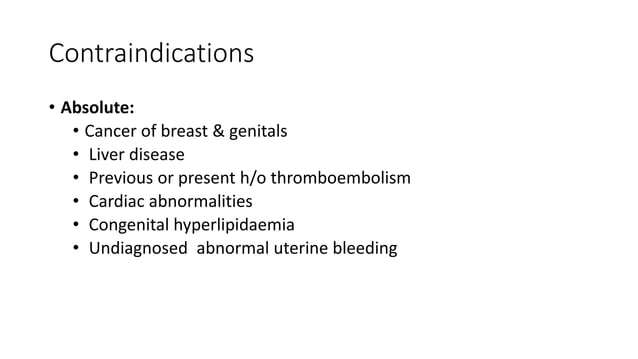 Contraindications
• Absolute:
• Cancer of breast & genitals
• Liver disease
• Previous or present h/o thromboembolism
• Cardiac abnormalities
• Congenital hyperlipidaemia
• Undiagnosed  abnormal uterine bleeding